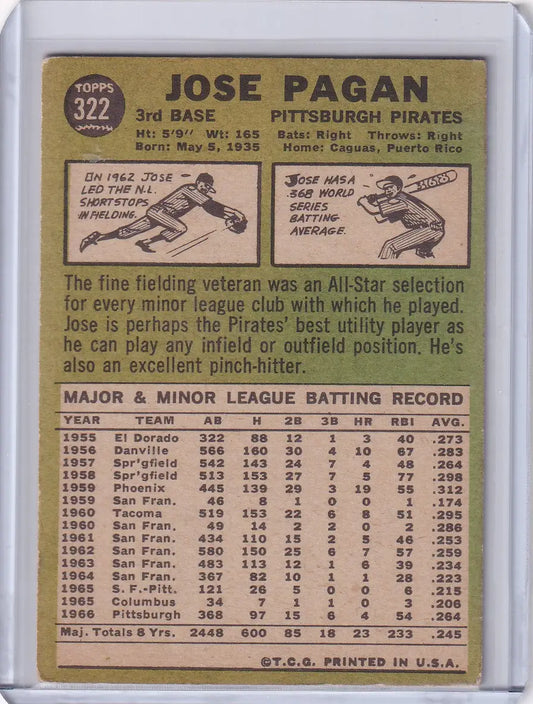 TOPPS
322
JOSE PAGAN
3rd BASE PITTSBURGH PIRATES
Ht: 5'9" Wt: 165 Bats: Right Throws: Right
Born: May 5, 1935 Home: Caguas, Puerto Rico
IN 1962 JOSE
LED THE N.L.
SHORTSTOPS
IN FIELDING.
JOSE HAS A
.368 WORLD
SERIES
BATTING
AVERAGE.
The fine fielding veteran was an All-Star selection
for every minor league club with which he played.
Jose is perhaps the Pirates' best utility player as
he can play any infield or outfield position. He's
also an excellent pinch-hitter.
MAJOR & MINOR LEAGUE BATTING RECORD
YEAR TEAM AB H 2B 3B HR RBI AVG.
1955 El Dorado 322 88 12 1 3 40 .273
1956 Danville 566 160 30 4 10 67 .283
1957 Spr'gfield 542 143 24 7 4 48 .264
1958 Spr'gfield 513 153 27 7 5 77 .298
1959 Phoenix 445 139 29 3 19 55 .312
1959 San Fran. 46 8 1 0 0 1 .174
1960 Tacoma 519 153 22 6 8 51 .295
1960 San Fran. 49 14 2 2 0 2 .286
1961 San Fran. 434 110 15 2 5 46 .253
1962 San Fran. 580 150 25 6 7 57 .259
1963 San Fran. 483 113 12 1 6 39 .234
1964 San Fran. 367 82 10 1 1 28 .223
1965 S. F.-Pitt. 121 26 5 0 0 6 .215
1965 Columbus 34 7 1 1 0 3 .206
1966 Pittsburgh 368 97 15 6 4 54 .264
Maj. Totals 8 Yrs. 2448 600 85 18 23 233 .245
©T.C.G. PRINTED IN U.S.A.